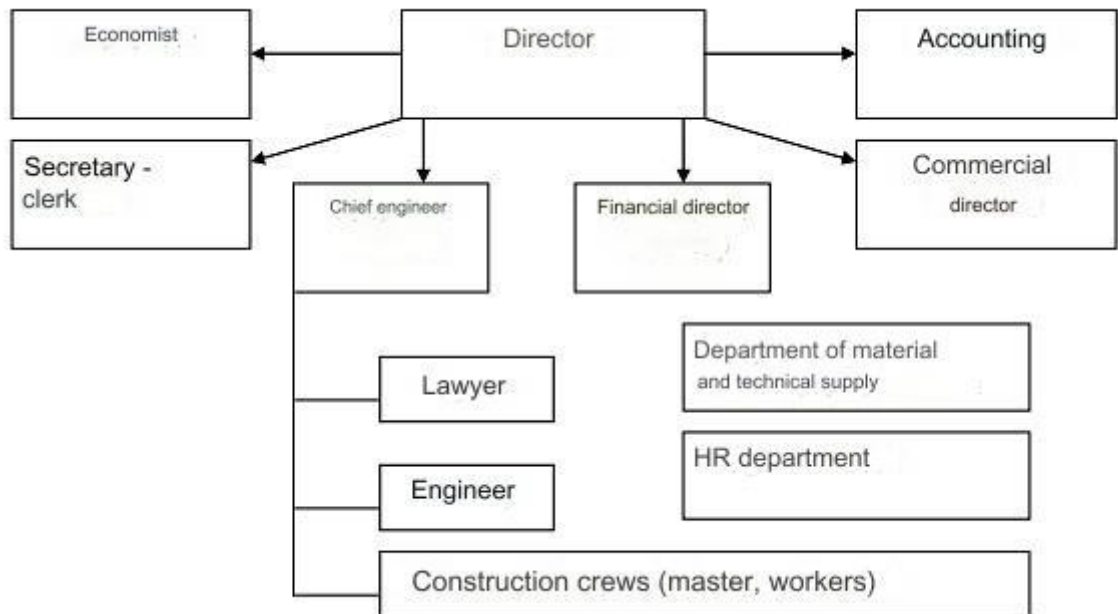 Economist
Director
Accounting
Secretary -
clerk
Commercial
director
Chief engineer
Financial director
Department of material
and technical supply
Lawyer
HR department
Engineer
Construction crews (master, workers)